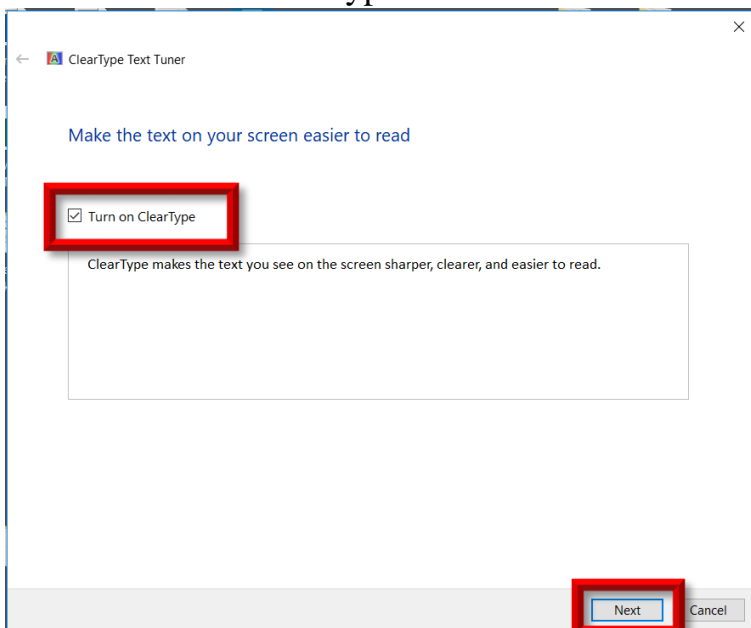 ClearType Text Tuner
Make the text on your screen easier to read
Turn on ClearType
ClearType makes the text you see on the screen sharper, clearer, and easier to read.
Next
Cancel